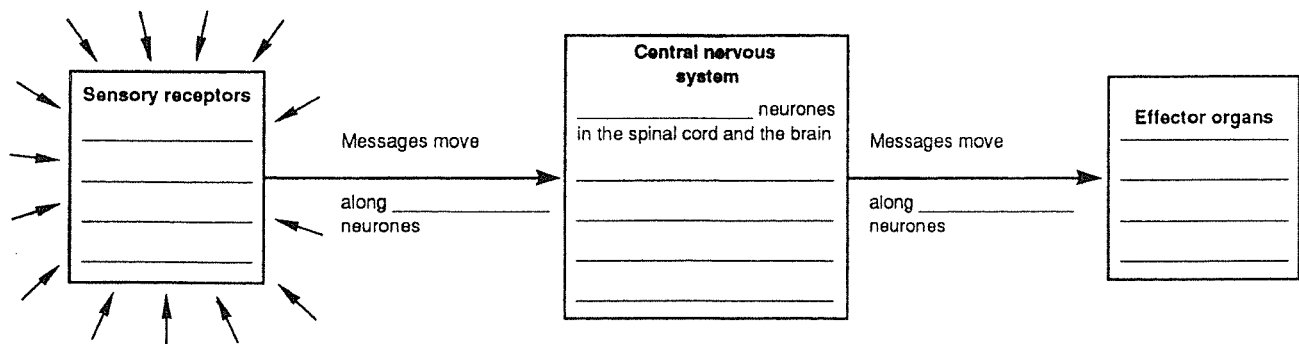 Sensory receptors
Messages move
along
neurones
Central nervous
system
neurones
in the spinal cord and the brain
Messages move
along
neurones
Effector organs